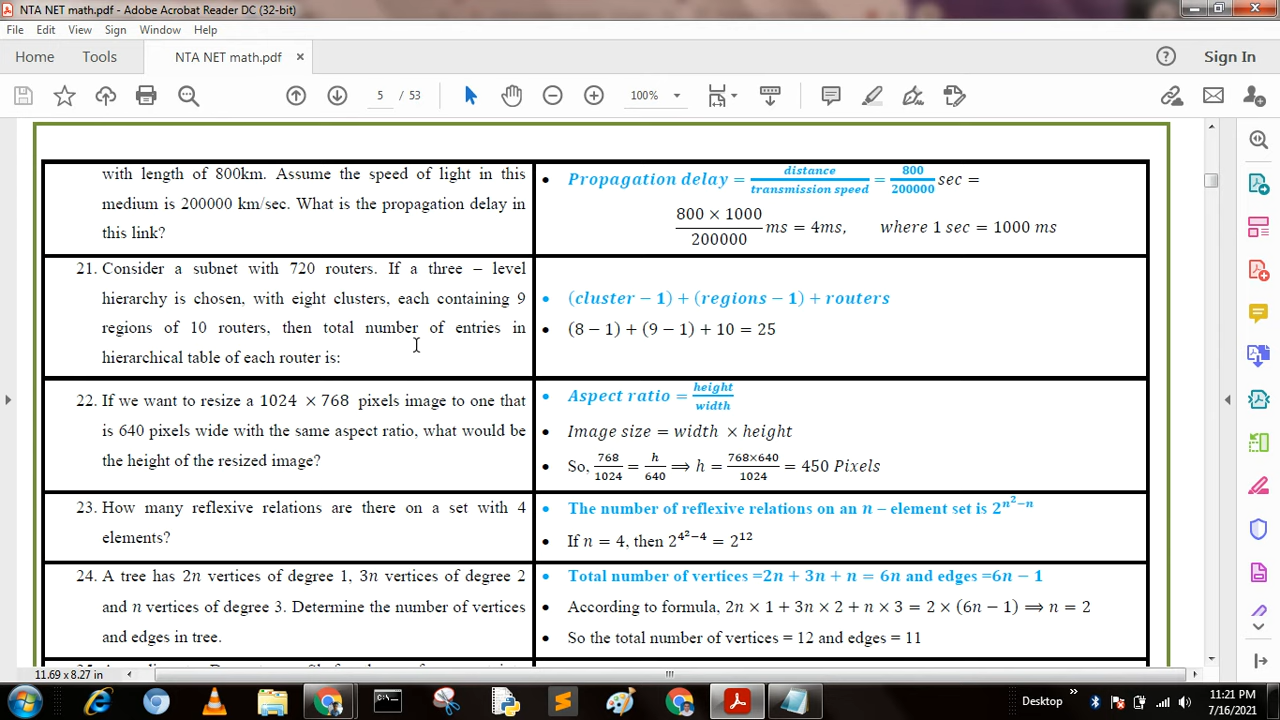 NTA NET math.pdf - Adobe Acrobat Reader DC (32-bit)
File Edit View Sign Window Help
Home Tools NTA NET math.pdf × Sign In
5 / 53 100%
with length of 800km. Assume the speed of light in this
medium is 200000 km/sec. What is the propagation delay in
this link?
• Propagation delay = distance/transmission speed = 800/200000 sec =
800 × 1000/200000 ms = 4ms, where 1 sec = 1000 ms
21. Consider a subnet with 720 routers. If a three – level
hierarchy is chosen, with eight clusters, each containing 9
regions of 10 routers, then total number of entries in
hierarchical table of each router is:
• (cluster − 1) + (regions − 1) + routers
• (8 − 1) + (9 − 1) + 10 = 25
22. If we want to resize a 1024 × 768 pixels image to one that
is 640 pixels wide with the same aspect ratio, what would be
the height of the resized image?
• Aspect ratio = height/width
• Image size = width × height
• So, 768/1024 = h/640 ⟹ h = 768×640/1024 = 450 Pixels
23. How many reflexive relations are there on a set with 4
elements?
• The number of reflexive relations on an n − element set is 2^(n²−n)
• If n = 4, then 2^(4²−4) = 2^12
24. A tree has 2n vertices of degree 1, 3n vertices of degree 2
and n vertices of degree 3. Determine the number of vertices
and edges in tree.
• Total number of vertices =2n + 3n + n = 6n and edges =6n − 1
• According to formula, 2n × 1 + 3n × 2 + n × 3 = 2 × (6n − 1) ⟹ n = 2
• So the total number of vertices = 12 and edges = 11
11.69 x 8.27 in
Desktop
11:21 PM
7/16/2021